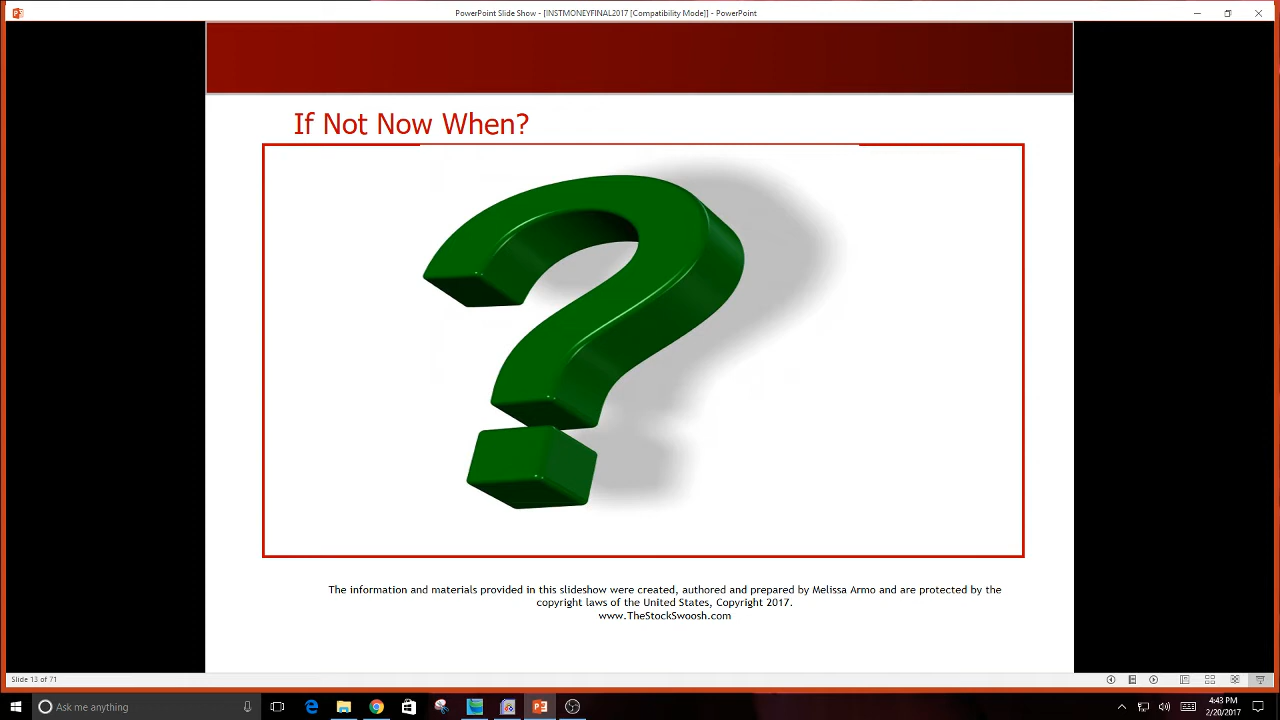 PowerPoint Slide Show - [INSTMONEYFINAL2017 [Compatibility Mode]] - PowerPoint
If Not Now When?
The information and materials provided in this slideshow were created, authored and prepared by Melissa Armo and are protected by the
copyright laws of the United States, Copyright 2017.
www.TheStockSwoosh.com
Slide 13 of 71
Ask me anything
4:43 PM
2/20/2017